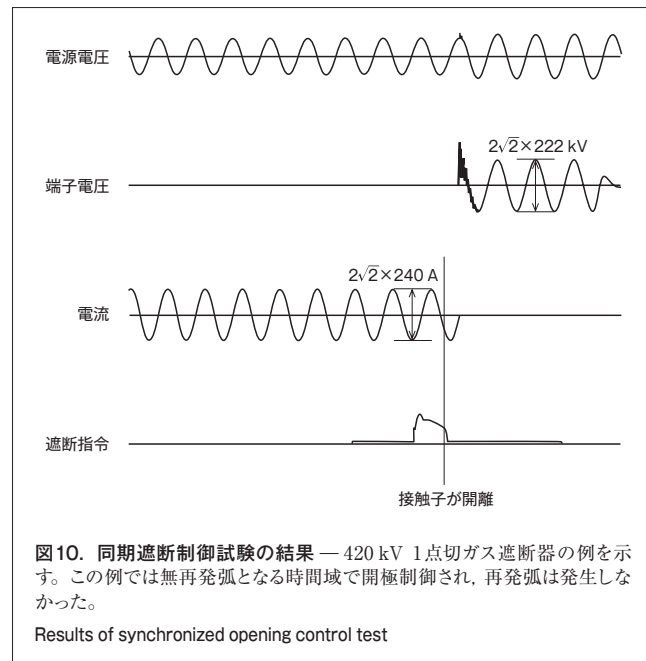 電源電圧
2√2×222 kV
端子電圧
2√2×240 A
電流
遮断指令
接触子が開離
図10. 同期遮断制御試験の結果 — 420 kV 1点切ガス遮断器の例を示
す。この例では無再発弧となる時間域で開極制御され，再発弧は発生しな
かった。
Results of synchronized opening control test